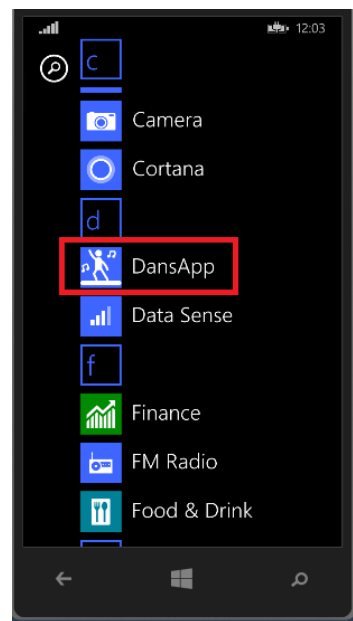 12:03
c
Camera
Cortana
d
DansApp
Data Sense
f
Finance
FM Radio
Food & Drink